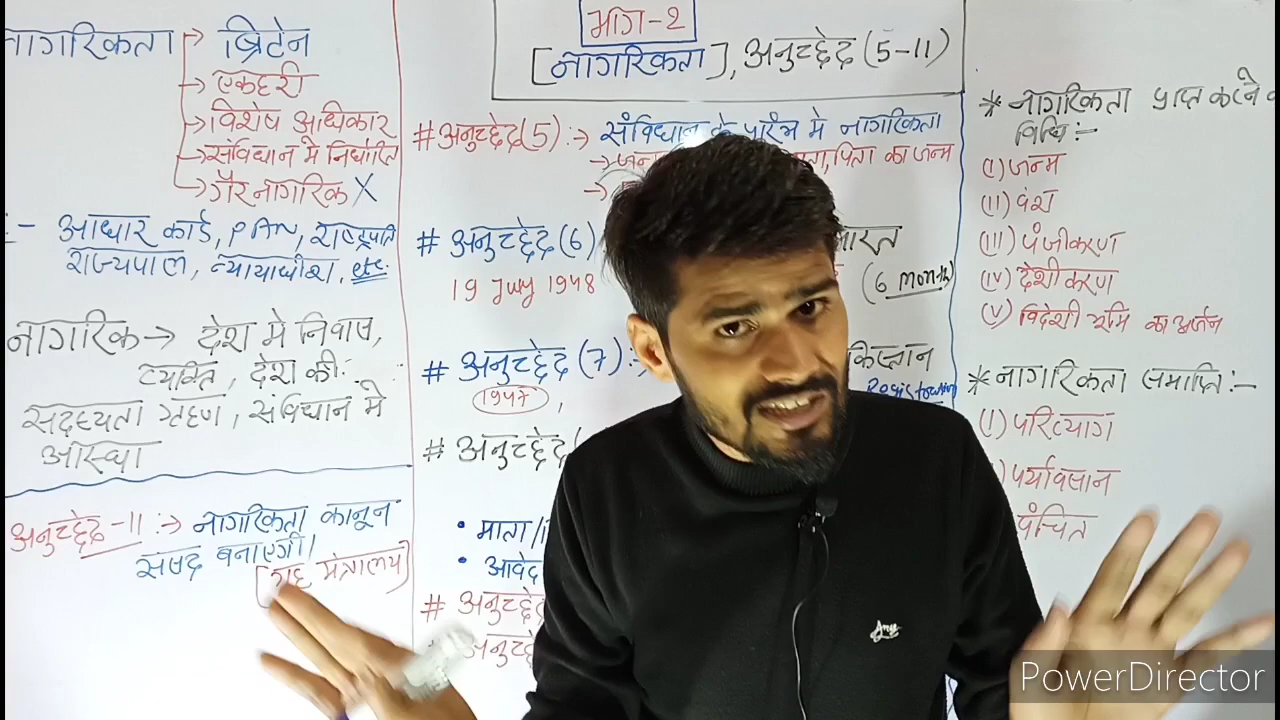 भाग-2
[नागरिकता], अनुच्छेद (5-11)
नागरिकता → ब्रिटेन
→ एकहरी
→ विशेष अधिकार
→ संविधान मे निर्धारित
→ गैर नागरिक X
:- आधार कार्ड, PAN, राष्ट्रपति
राज्यपाल, न्यायाधीश, etc.
नागरिक → देश मे निवास,
व्यक्ति, देश की
सदस्यता ग्रहण, संविधान मे
आस्था
अनुच्छेद-11 :→ नागरिकता कानून
संसद बनाएगी।
[गृह मंत्रालय]
# अनुच्छेद (5) :→ संविधान के प्रारंभ मे नागरिकता
→ माता, पिता का जन्म
→
# अनुच्छेद (6) भारत
19 July 1948 (6 month)
# अनुच्छेद (7) :
1947,
# अनुच्छेद
• माता/
• आवेद
# अनुच्छेद
अनुच्छे
* नागरिकता प्राप्त करने
विधि :-
(I) जन्म
(II) वंश
(III) पंजीकरण
(IV) देशीकरण
(V) विदेशी भूमि का अर्जन
* नागरिकता समाप्ति :-
(I) परित्याग
) पर्यावसान
पंचित
Any
PowerDirector